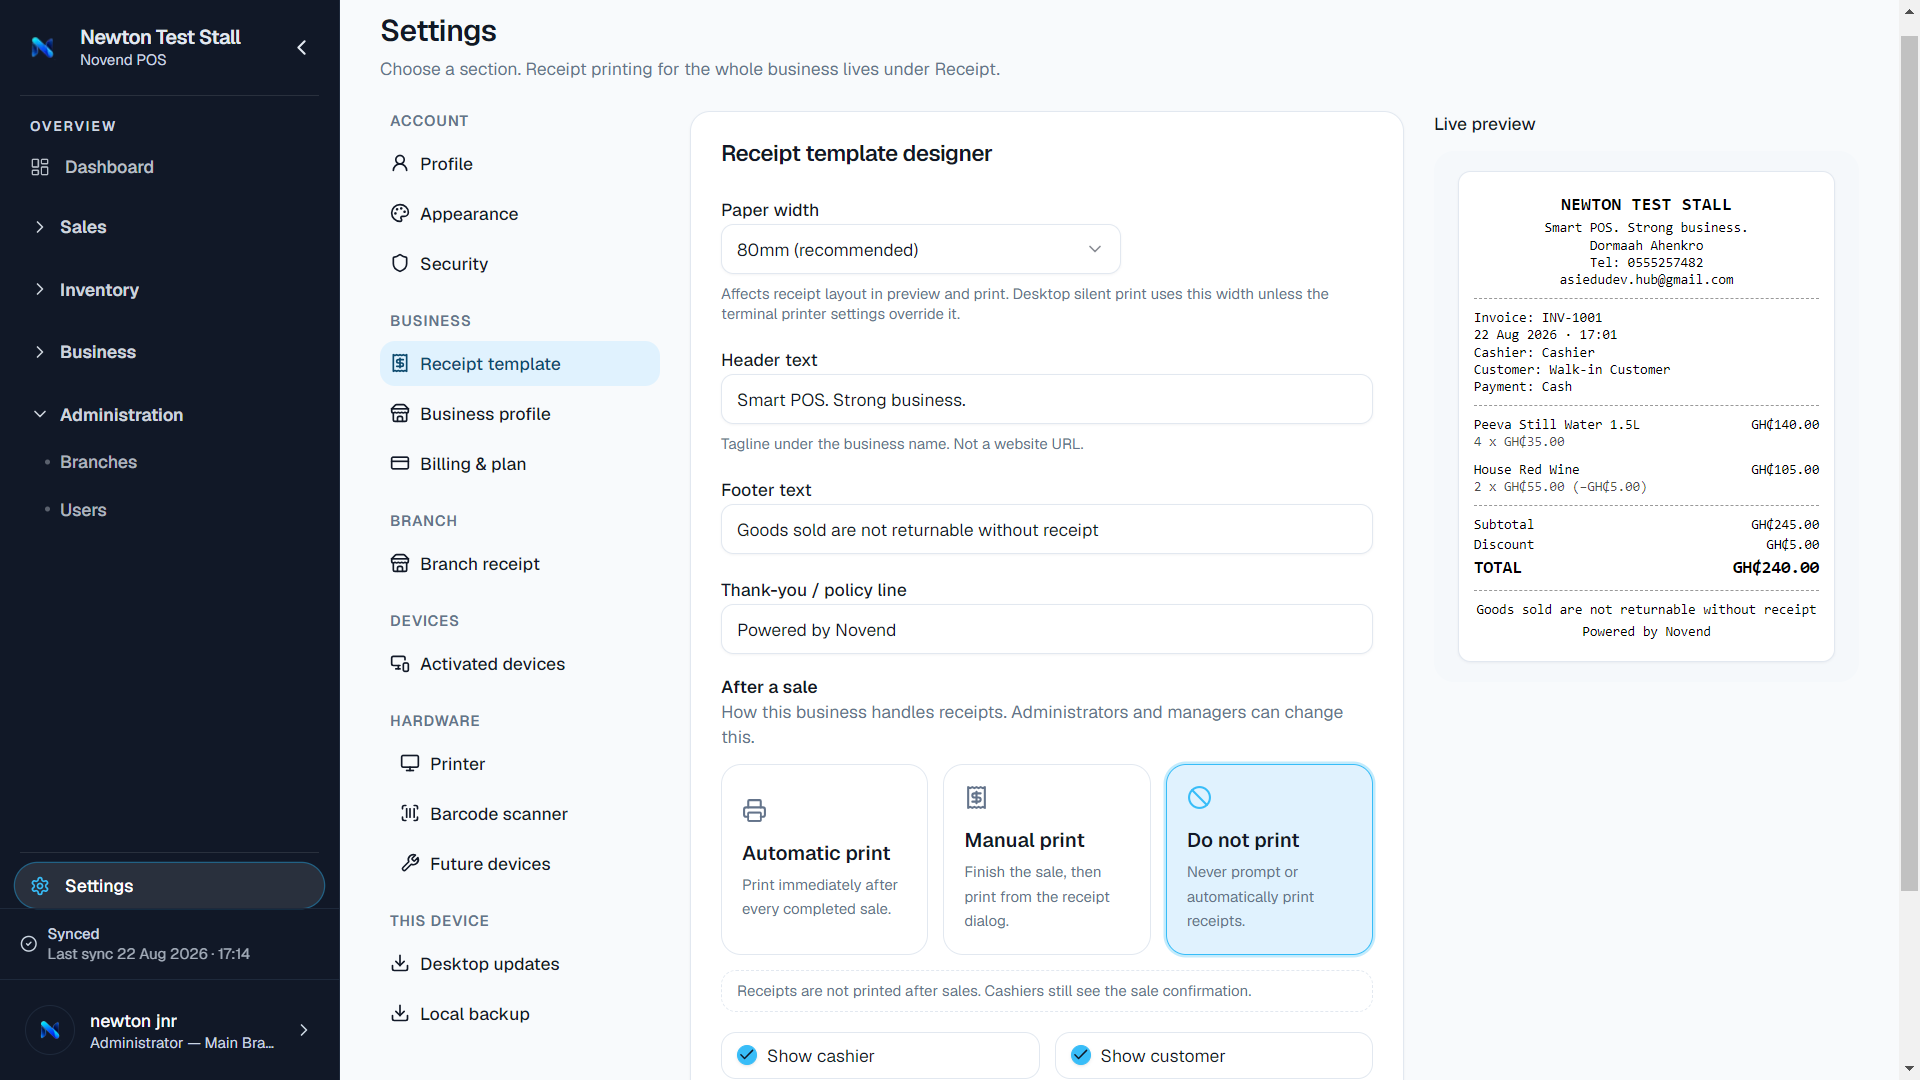 Newton Test Stall
Novend POS
OVERVIEW
Dashboard
Sales
Inventory
Business
Administration
Branches
Users
Settings
Synced
Last sync 22 Aug 2026 · 17:14
newton jnr
Administrator — Main Bra...
Settings
Choose a section. Receipt printing for the whole business lives under Receipt.
ACCOUNT
Profile
Appearance
Security
BUSINESS
Receipt template
Business profile
Billing & plan
BRANCH
Branch receipt
DEVICES
Activated devices
HARDWARE
Printer
Barcode scanner
Future devices
THIS DEVICE
Desktop updates
Local backup
Receipt template designer
Paper width
80mm (recommended)
Affects receipt layout in preview and print. Desktop silent print uses this width unless the
terminal printer settings override it.
Header text
Smart POS. Strong business.
Tagline under the business name. Not a website URL.
Footer text
Goods sold are not returnable without receipt
Thank-you / policy line
Powered by Novend
After a sale
How this business handles receipts. Administrators and managers can change
this.
Automatic print
Print immediately after
every completed sale.
Manual print
Finish the sale, then
print from the receipt
dialog.
Do not print
Never prompt or
automatically print
receipts.
Receipts are not printed after sales. Cashiers still see the sale confirmation.
Show cashier
Show customer
Live preview
NEWTON TEST STALL
Smart POS. Strong business.
Dormaah Ahenkro
Tel: 0555257482
asiedudev.hub@gmail.com
Invoice: INV-1001
22 Aug 2026 · 17:01
Cashier: Cashier
Customer: Walk-in Customer
Payment: Cash
Peeva Still Water 1.5L GH₵140.00
4 x GH₵35.00
House Red Wine GH₵105.00
2 x GH₵55.00 (−GH₵5.00)
Subtotal GH₵245.00
Discount GH₵5.00
TOTAL GH₵240.00
Goods sold are not returnable without receipt
Powered by Novend